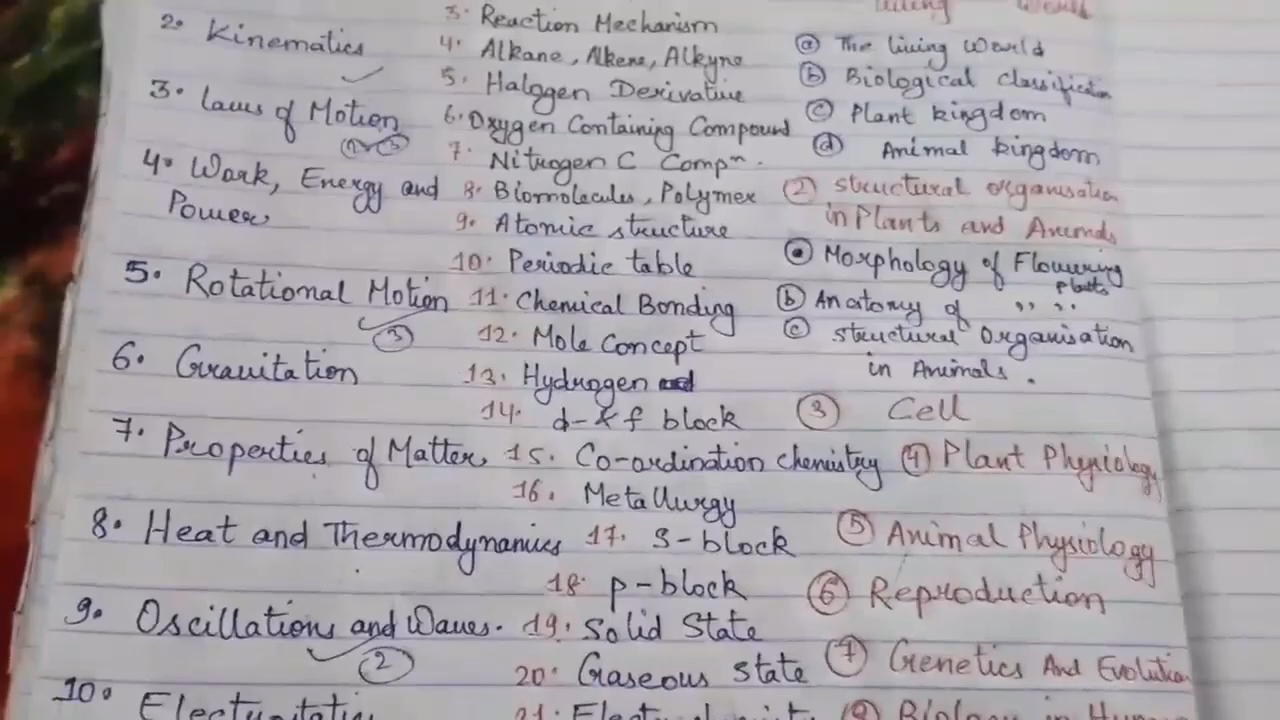 2. Kinematics
3. Laws of Motion
4. Work, Energy and
Power
5. Rotational Motion
3
6. Gravitation
7. Properties of Matter
8. Heat and Thermodynamics
9. Oscillations and Waves.
2
10.
3. Reaction Mechanism
4. Alkane, Alkene, Alkyne
5. Halogen Derivative
6. Oxygen Containing Compound
7. Nitrogen C Compn.
8. Biomolecules, Polymer
9. Atomic structure
10. Periodic table
11. Chemical Bonding
12. Mole Concept
13. Hydrogen
14. d-&f block
15. Co-ordination chemistry
16. Metallurgy
17. S-block
18. p-block
19. Solid State
20. Gaseous state
21.
a The living World
b Biological Classification
c Plant kingdom
d Animal kingdom
2 structural organisation
in Plants and Animals
a Morphology of Flowering
Plants
b Anatomy of ,, ,,
c structural Organisation
in Animals.
3 Cell
4 Plant Physiology
5 Animal Physiology
6 Reproduction
7 Genetics And Evolution
8 Biology in